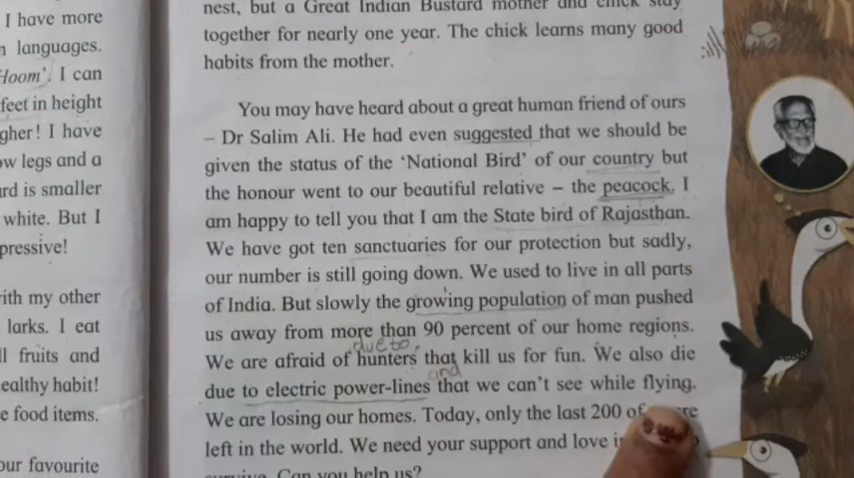 I have more
languages.
Hoom'. I can
feet in height
gher! I have
ow legs and a
rd is smaller
white. But I
pressive!
ith my other
larks. I eat
ll fruits and
ealthy habit!
e food items.
our favourite
nest, but a Great Indian Bustard mother and chick stay
together for nearly one year. The chick learns many good
habits from the mother.
You may have heard about a great human friend of ours
– Dr Salim Ali. He had even suggested that we should be
given the status of the 'National Bird' of our country but
the honour went to our beautiful relative – the peacock. I
am happy to tell you that I am the State bird of Rajasthan.
We have got ten sanctuaries for our protection but sadly,
our number is still going down. We used to live in all parts
of India. But slowly the growing population of man pushed
us away from more than 90 percent of our home regions.
due to
We are afraid of hunters that kill us for fun. We also die
and
due to electric power-lines that we can't see while flying.
We are losing our homes. Today, only the last 200 of
left in the world. We need your support and love
Can you help us?